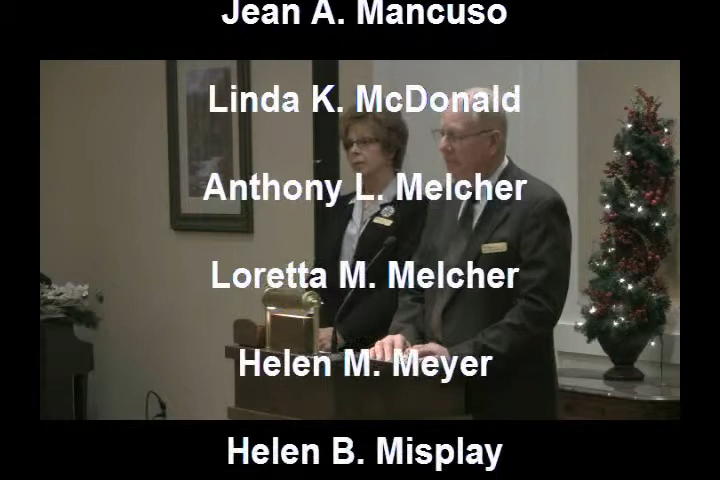 Jean A. Mancuso
Linda K. McDonald
Anthony L. Melcher
Loretta M. Melcher
Helen M. Meyer
Helen B. Misplay